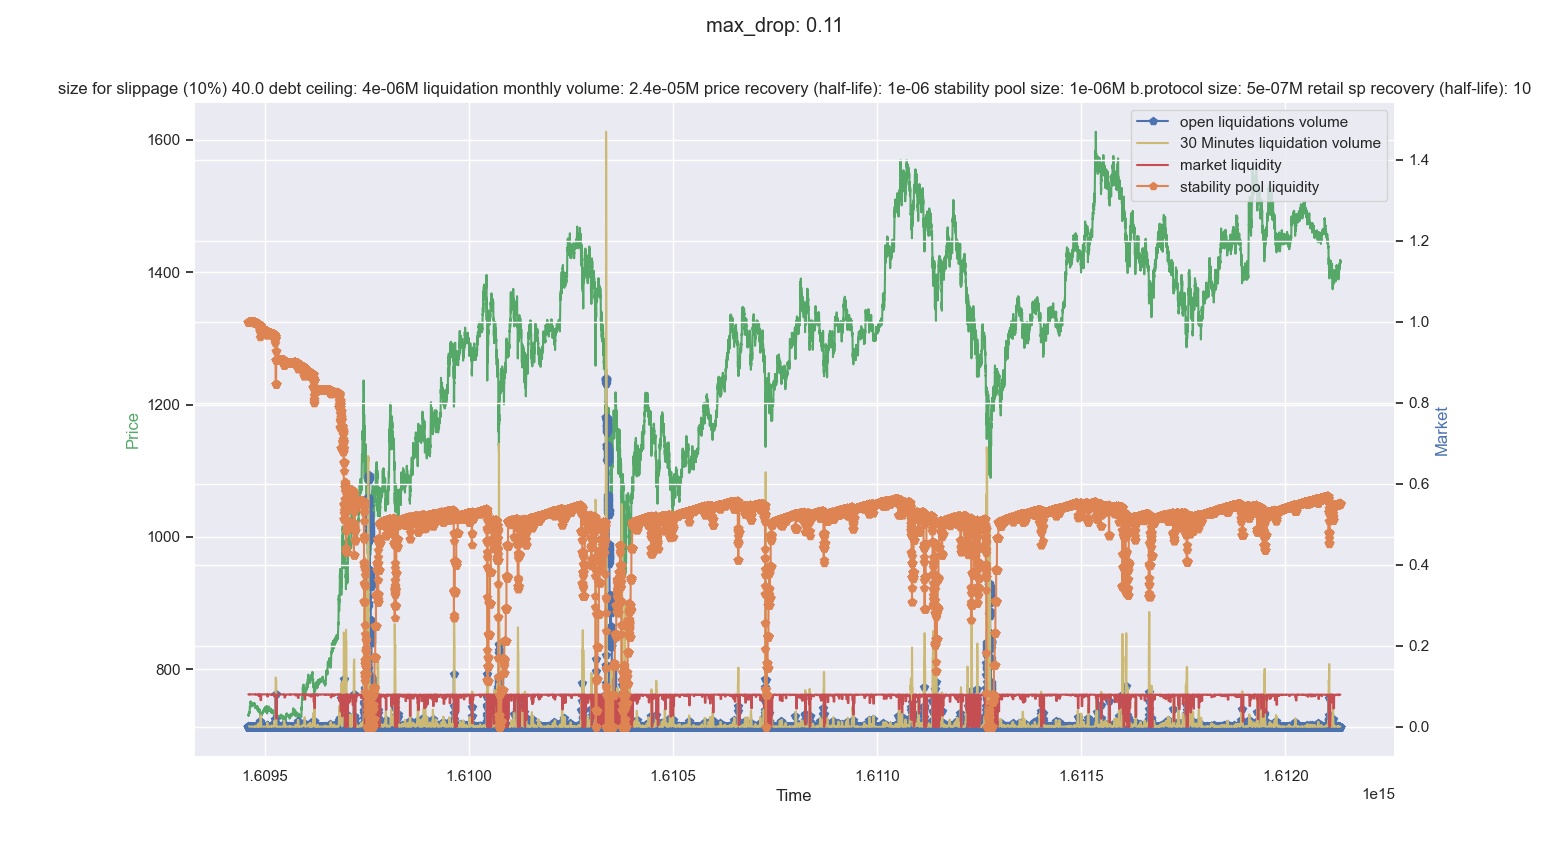 max_drop: 0.11
size for slippage (10%) 40.0 debt ceiling: 4e-06M liquidation monthly volume: 2.4e-05M price recovery (half-life): 1e-06 stability pool size: 1e-06M b.protocol size: 5e-07M retail sp recovery (half-life): 10
open liquidations volume
30 Minutes liquidation volume
market liquidity
stability pool liquidity
1600
1400
1200
1000
800
Price
1.4
1.2
1.0
0.8
0.6
0.4
0.2
0.0
Market
1.6095 1.6100 1.6105 1.6110 1.6115 1.6120
Time
1e15